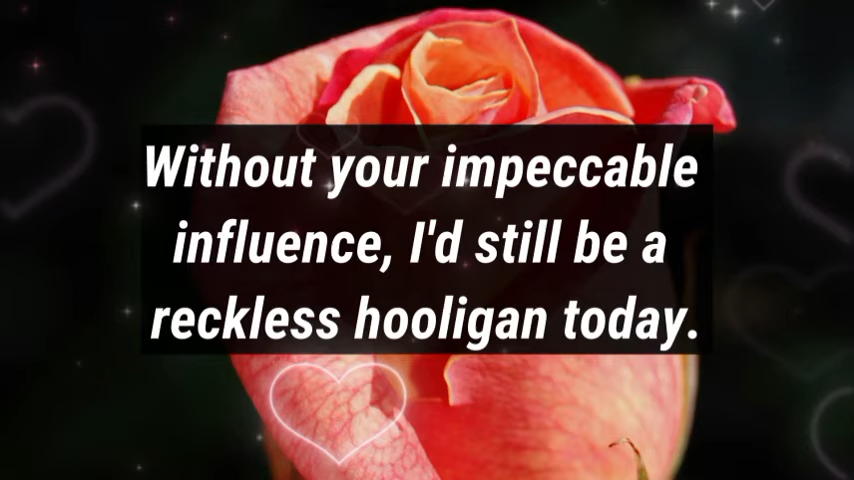 Without your impeccable
influence, I'd still be a
reckless hooligan today.